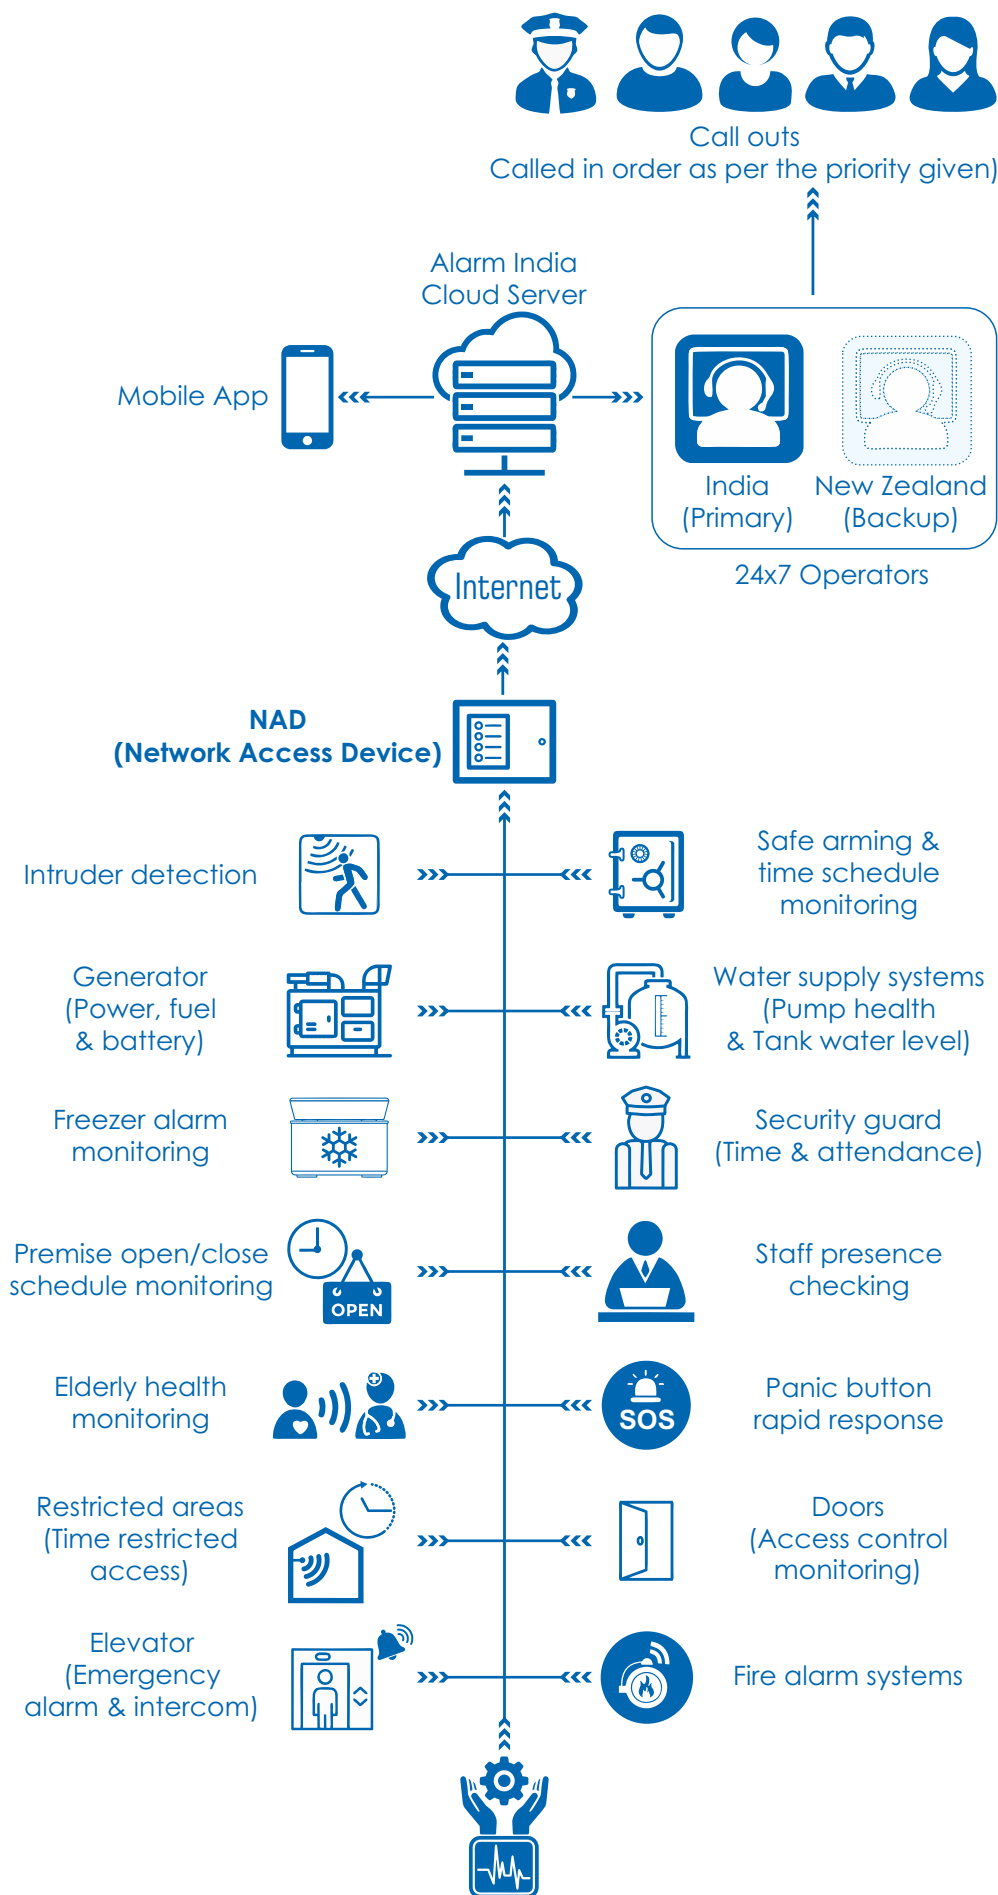 Call outs
Called in order as per the priority given)
Alarm India
Cloud Server
Mobile App
India
(Primary)
New Zealand
(Backup)
24x7 Operators
Internet
NAD
(Network Access Device)
Intruder detection
Safe arming &
time schedule
monitoring
Generator
(Power, fuel
& battery)
Water supply systems
(Pump health
& Tank water level)
Freezer alarm
monitoring
Security guard
(Time & attendance)
Premise open/close
schedule monitoring
OPEN
Staff presence
checking
Elderly health
monitoring
SOS
Panic button
rapid response
Restricted areas
(Time restricted
access)
Doors
(Access control
monitoring)
Elevator
(Emergency
alarm & intercom)
Fire alarm systems